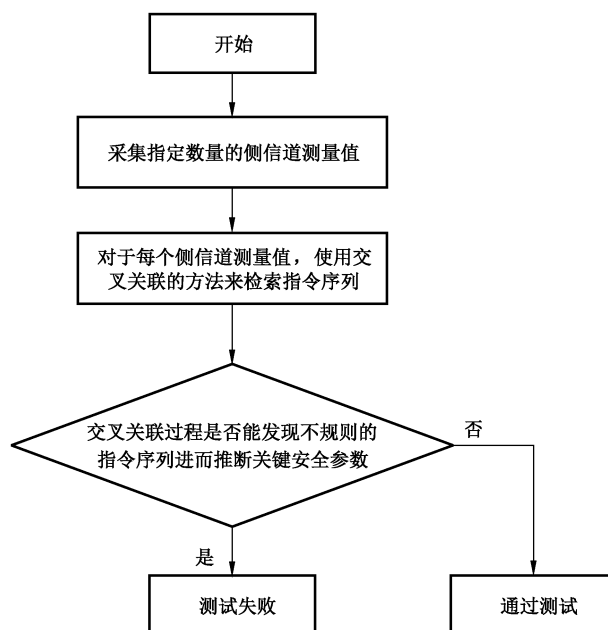 开始
采集指定数量的侧信道测量值
对于每个侧信道测量值，使用交
叉关联的方法来检索指令序列
交叉关联过程是否能发现不规则的
指令序列进而推断关键安全参数
否
是
测试失败
通过测试